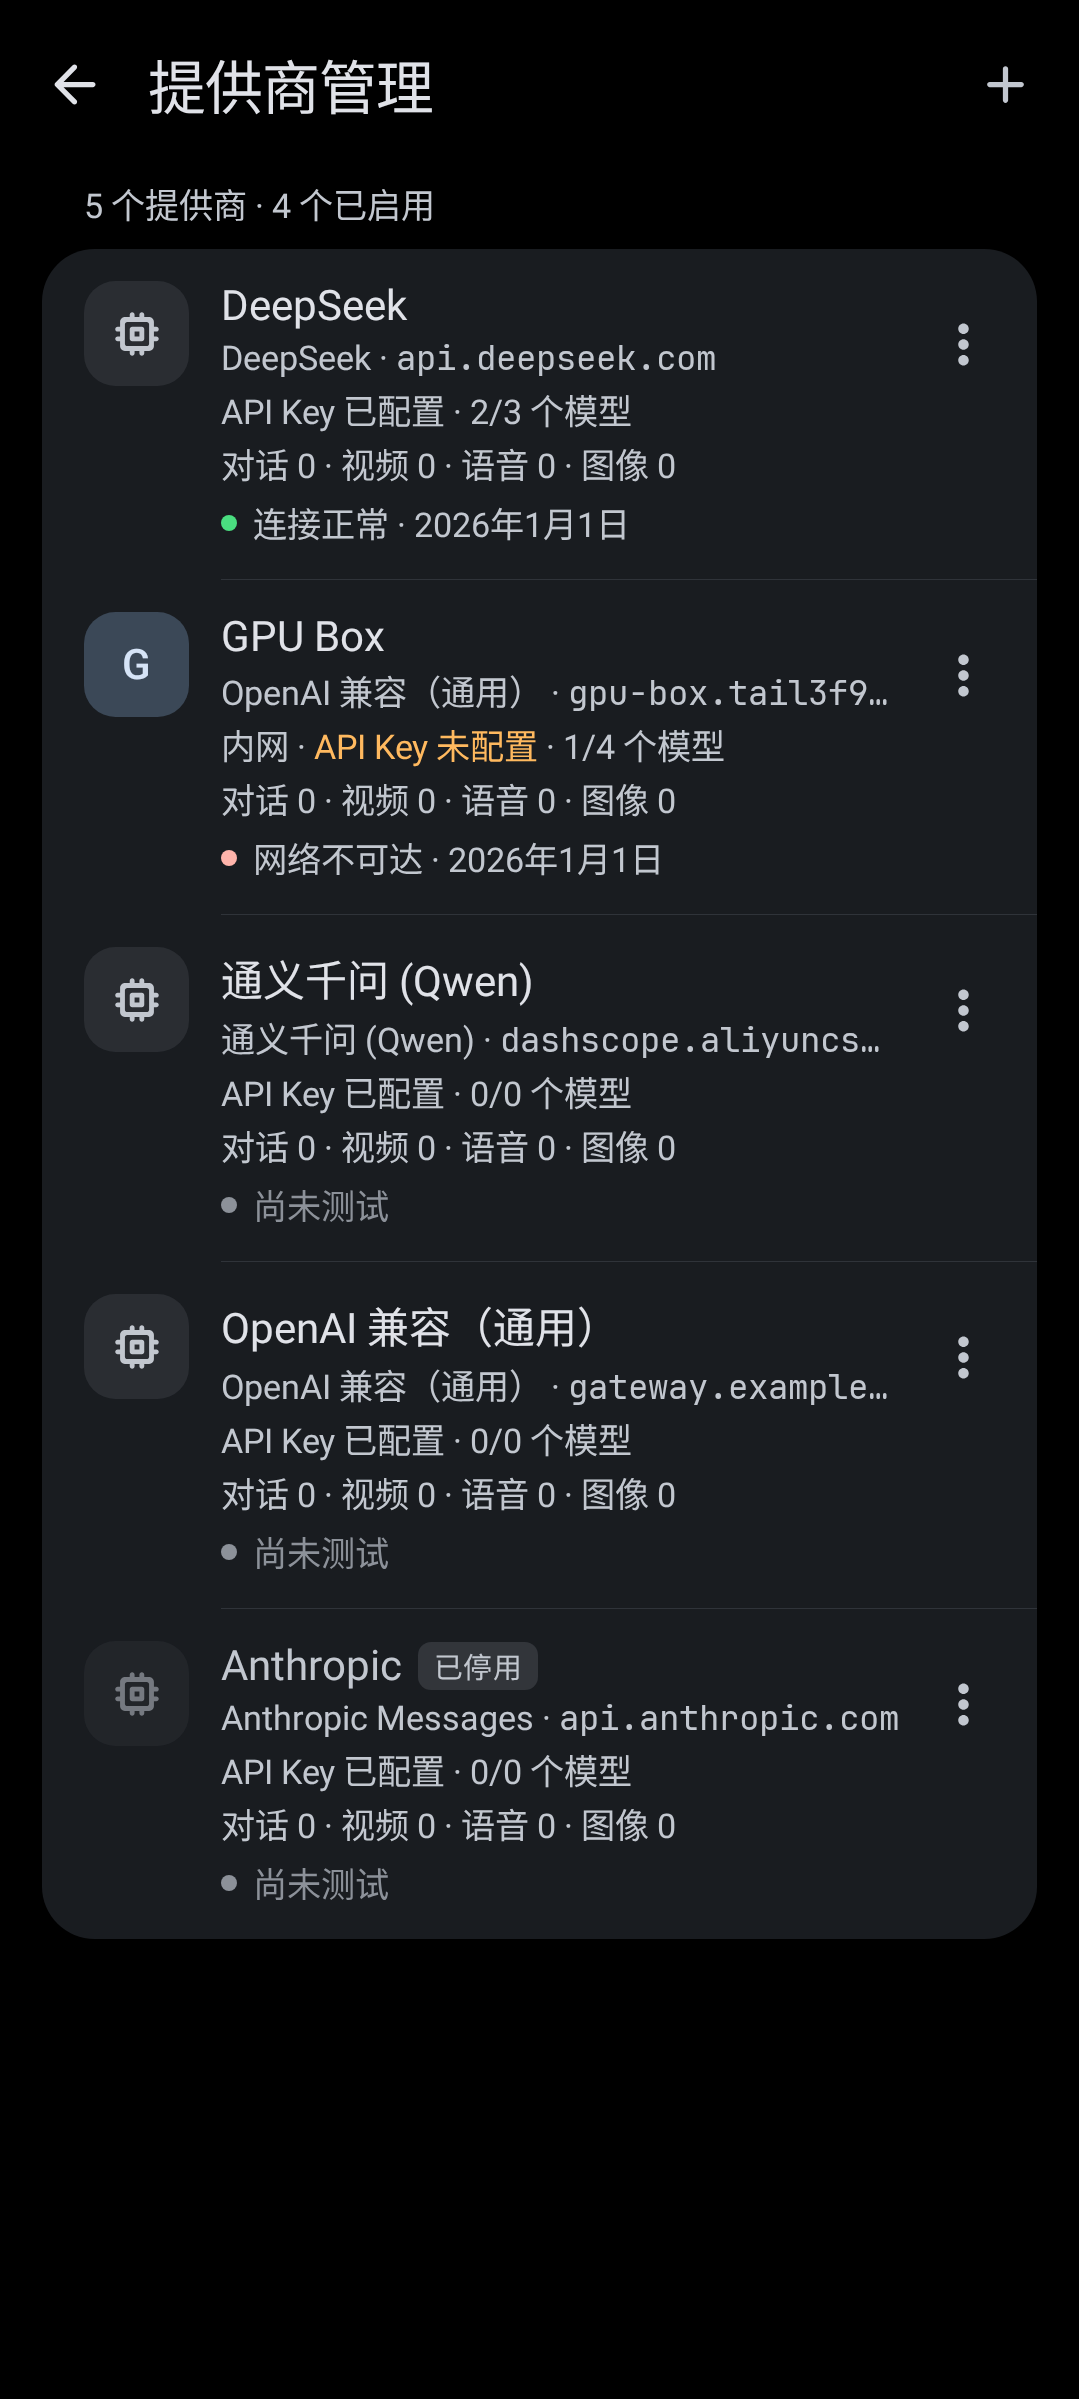 提供商管理
5 个提供商 · 4 个已启用
DeepSeek
DeepSeek · api.deepseek.com
API Key 已配置 · 2/3 个模型
对话 0 · 视频 0 · 语音 0 · 图像 0
连接正常 · 2026年1月1日
G
GPU Box
OpenAI 兼容（通用） · gpu-box.tail3f9…
内网 · API Key 未配置 · 1/4 个模型
对话 0 · 视频 0 · 语音 0 · 图像 0
网络不可达 · 2026年1月1日
通义千问 (Qwen)
通义千问 (Qwen) · dashscope.aliyuncs…
API Key 已配置 · 0/0 个模型
对话 0 · 视频 0 · 语音 0 · 图像 0
尚未测试
OpenAI 兼容（通用）
OpenAI 兼容（通用） · gateway.example…
API Key 已配置 · 0/0 个模型
对话 0 · 视频 0 · 语音 0 · 图像 0
尚未测试
Anthropic 已停用
Anthropic Messages · api.anthropic.com
API Key 已配置 · 0/0 个模型
对话 0 · 视频 0 · 语音 0 · 图像 0
尚未测试